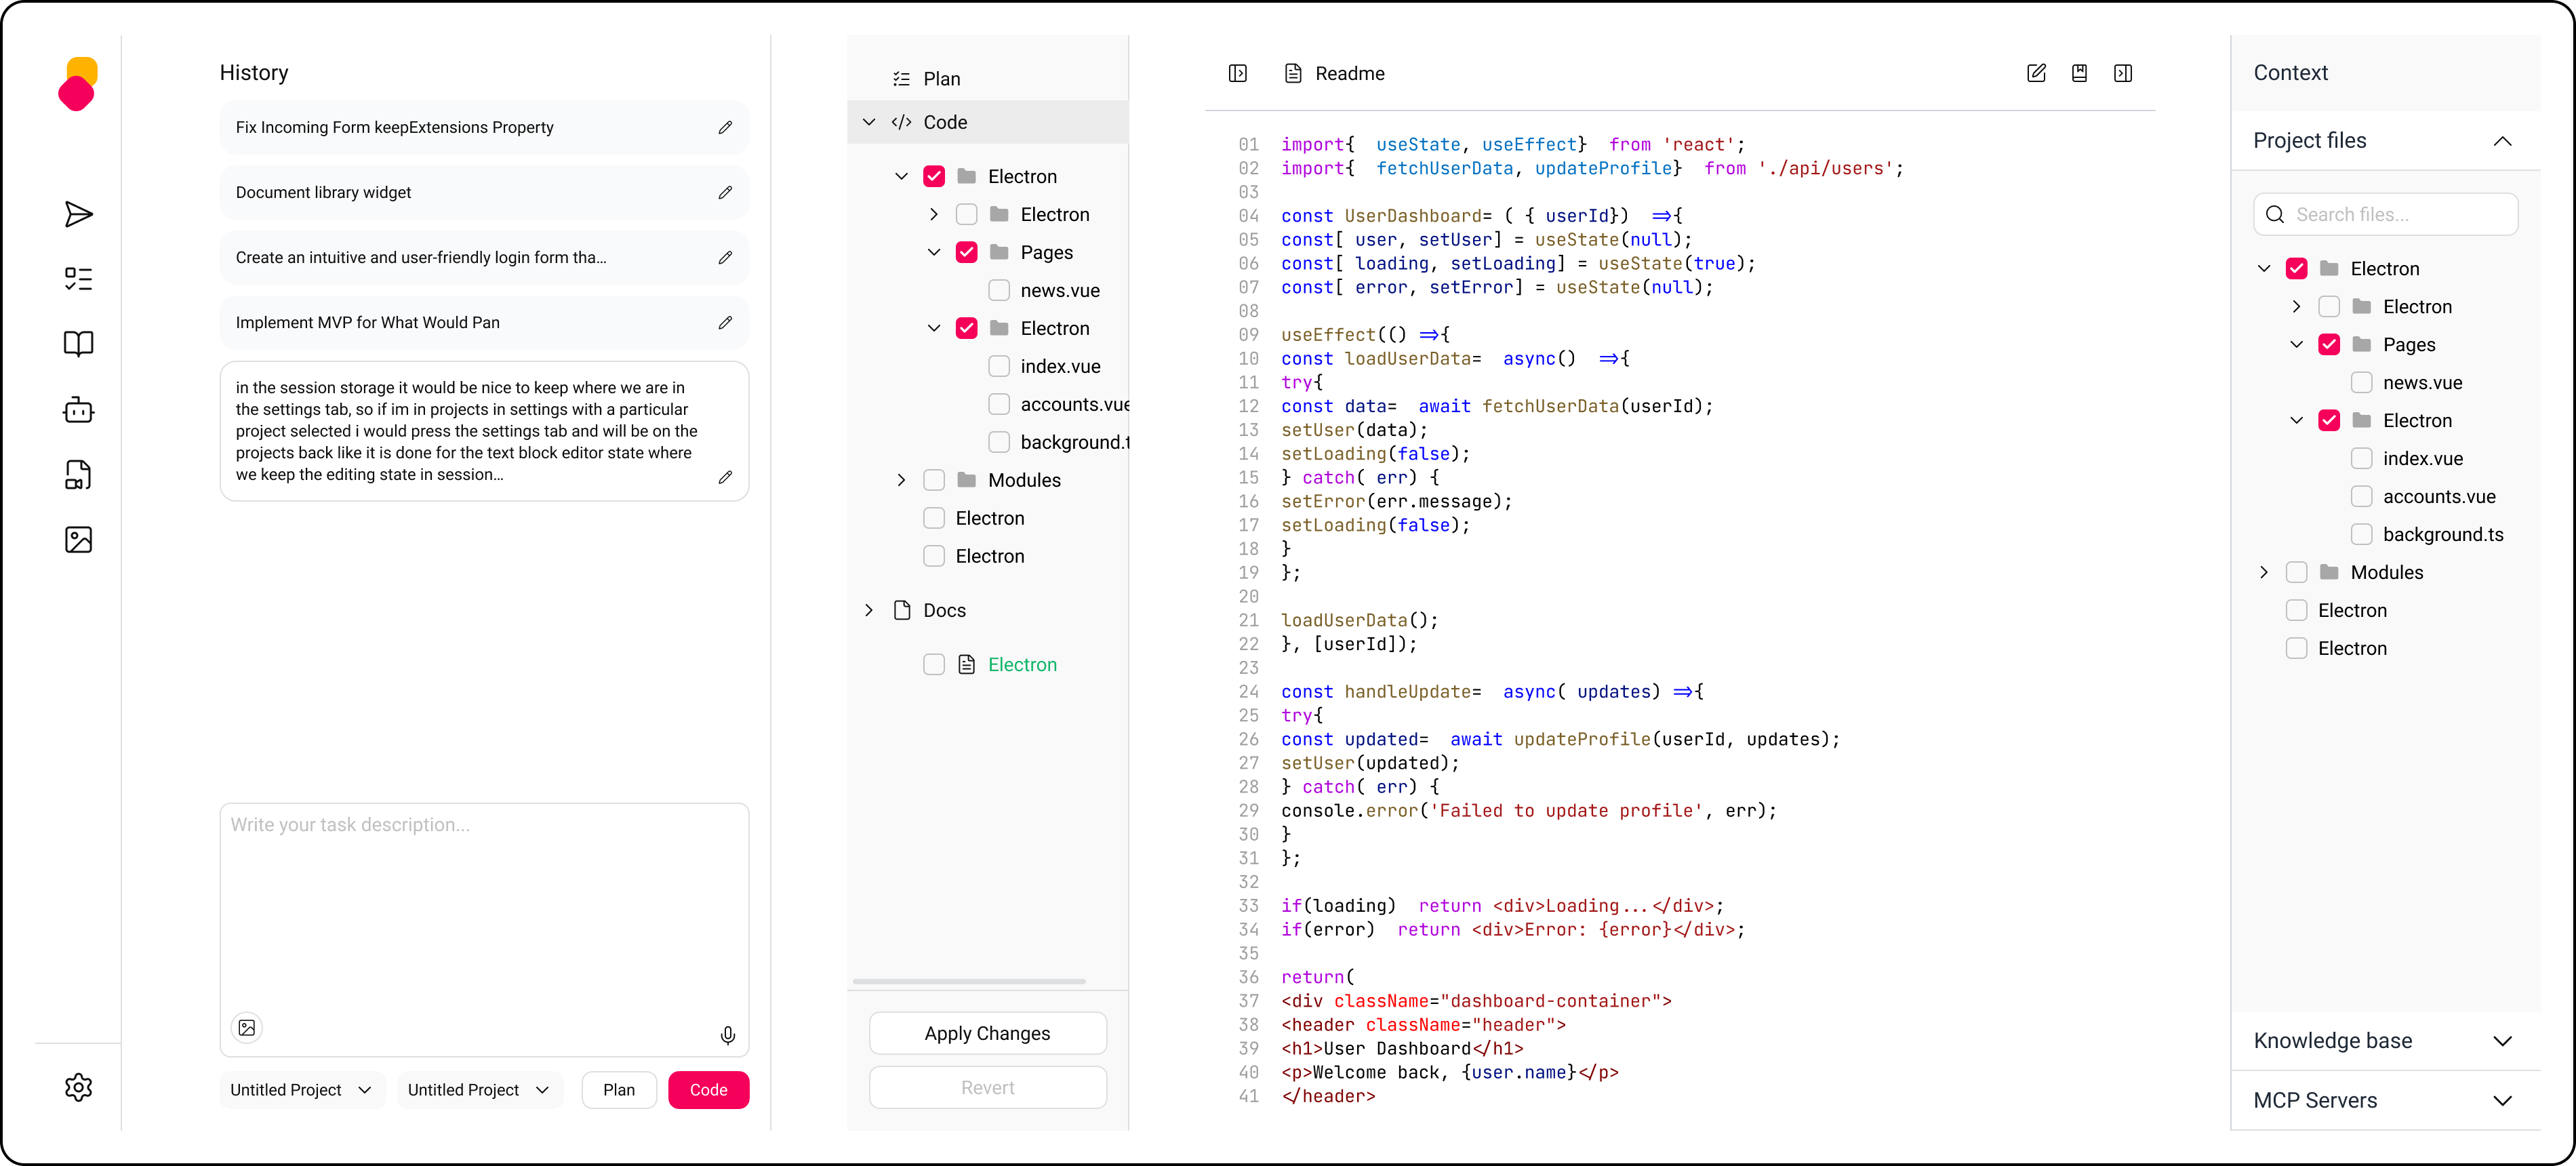 History
Fix Incoming Form keepExtensions Property
Document library widget
Create an intuitive and user-friendly login form tha...
Implement MVP for What Would Pan
in the session storage it would be nice to keep where we are in
the settings tab, so if im in projects in settings with a particular
project selected i would press the settings tab and will be on the
projects back like it is done for the text block editor state where
we keep the editing state in session...
Write your task description...
Untitled Project
Untitled Project
Plan
Code
Plan
Code
Electron
Electron
Pages
news.vue
Electron
index.vue
accounts.vue
background.t
Modules
Electron
Electron
Docs
Electron
Apply Changes
Revert
Readme
01 import{  useState, useEffect}  from 'react';
02 import{  fetchUserData, updateProfile}  from './api/users';
03
04 const UserDashboard= ( { userId})  =>{
05 const[ user, setUser] = useState(null);
06 const[ loading, setLoading] = useState(true);
07 const[ error, setError] = useState(null);
08
09 useEffect(() =>{
10 const loadUserData=  async()  =>{
11 try{
12 const data=  await fetchUserData(userId);
13 setUser(data);
14 setLoading(false);
15 } catch( err) {
16 setError(err.message);
17 setLoading(false);
18 }
19 };
20
21 loadUserData();
22 }, [userId]);
23
24 const handleUpdate=  async( updates) =>{
25 try{
26 const updated=  await updateProfile(userId, updates);
27 setUser(updated);
28 } catch( err) {
29 console.error('Failed to update profile', err);
30 }
31 };
32
33 if(loading)  return <div>Loading...</div>;
34 if(error)  return <div>Error: {error}</div>;
35
36 return(
37 <div className="dashboard-container">
38 <header className="header">
39 <h1>User Dashboard</h1>
40 <p>Welcome back, {user.name}</p>
41 </header>
Context
Project files
Search files...
Electron
Electron
Pages
news.vue
Electron
index.vue
accounts.vue
background.ts
Modules
Electron
Electron
Knowledge base
MCP Servers